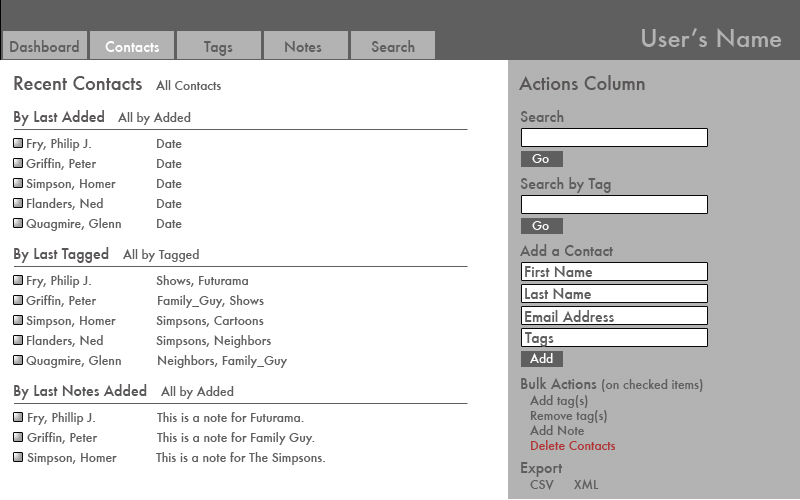 Dashboard Contacts Tags Notes Search User's Name
Recent Contacts All Contacts
By Last Added All by Added
Fry, Philip J. Date
Griffin, Peter Date
Simpson, Homer Date
Flanders, Ned Date
Quagmire, Glenn Date
By Last Tagged All by Tagged
Fry, Philip J. Shows, Futurama
Griffin, Peter Family_Guy, Shows
Simpson, Homer Simpsons, Cartoons
Flanders, Ned Simpsons, Neighbors
Quagmire, Glenn Neighbors, Family_Guy
By Last Notes Added All by Added
Fry, Phillip J. This is a note for Futurama.
Griffin, Peter This is a note for Family Guy.
Simpson, Homer This is a note for The Simpsons.
Actions Column
Search
Go
Search by Tag
Go
Add a Contact
First Name
Last Name
Email Address
Tags
Add
Bulk Actions (on checked items)
Add tag(s)
Remove tag(s)
Add Note
Delete Contacts
Export
CSV XML